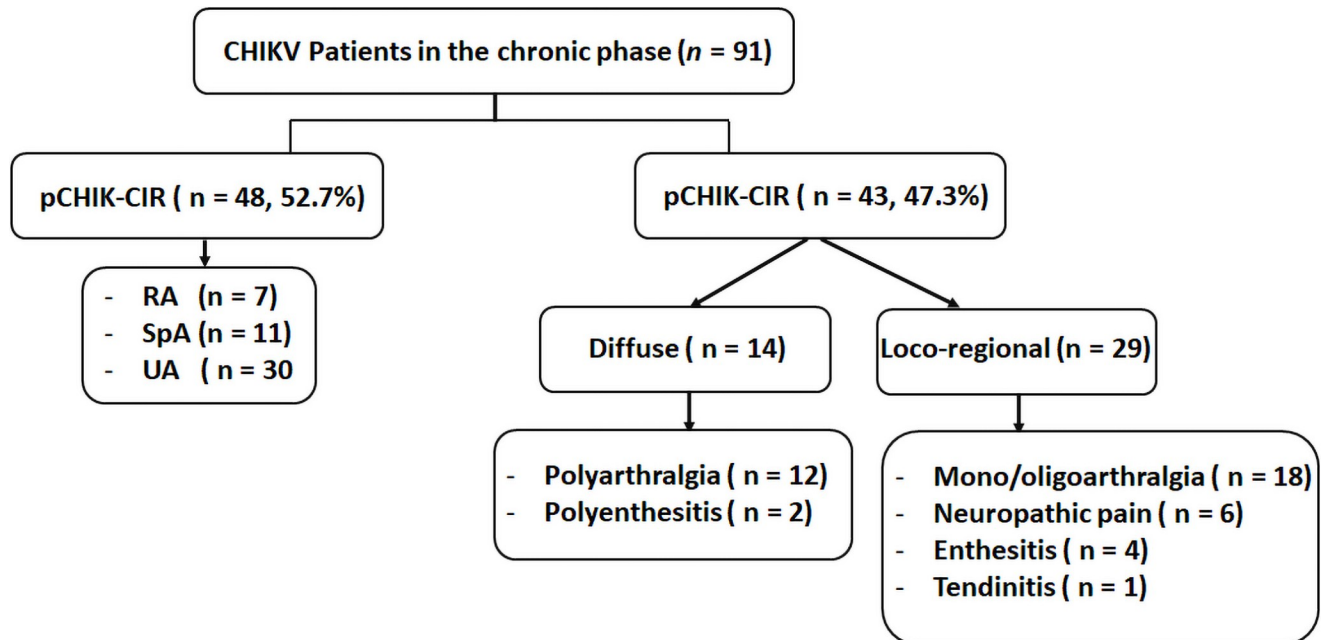 CHIKV Patients in the chronic phase (n = 91)
pCHIK-CIR ( n = 48, 52.7%)
pCHIK-CIR ( n = 43, 47.3%)
- RA (n = 7)
- SpA (n = 11)
- UA ( n = 30
Diffuse ( n = 14)
Loco-regional (n = 29)
- Polyarthralgia ( n = 12)
- Polyenthesitis ( n = 2)
- Mono/oligoarthralgia ( n = 18)
- Neuropathic pain ( n = 6)
- Enthesitis ( n = 4)
- Tendinitis ( n = 1)